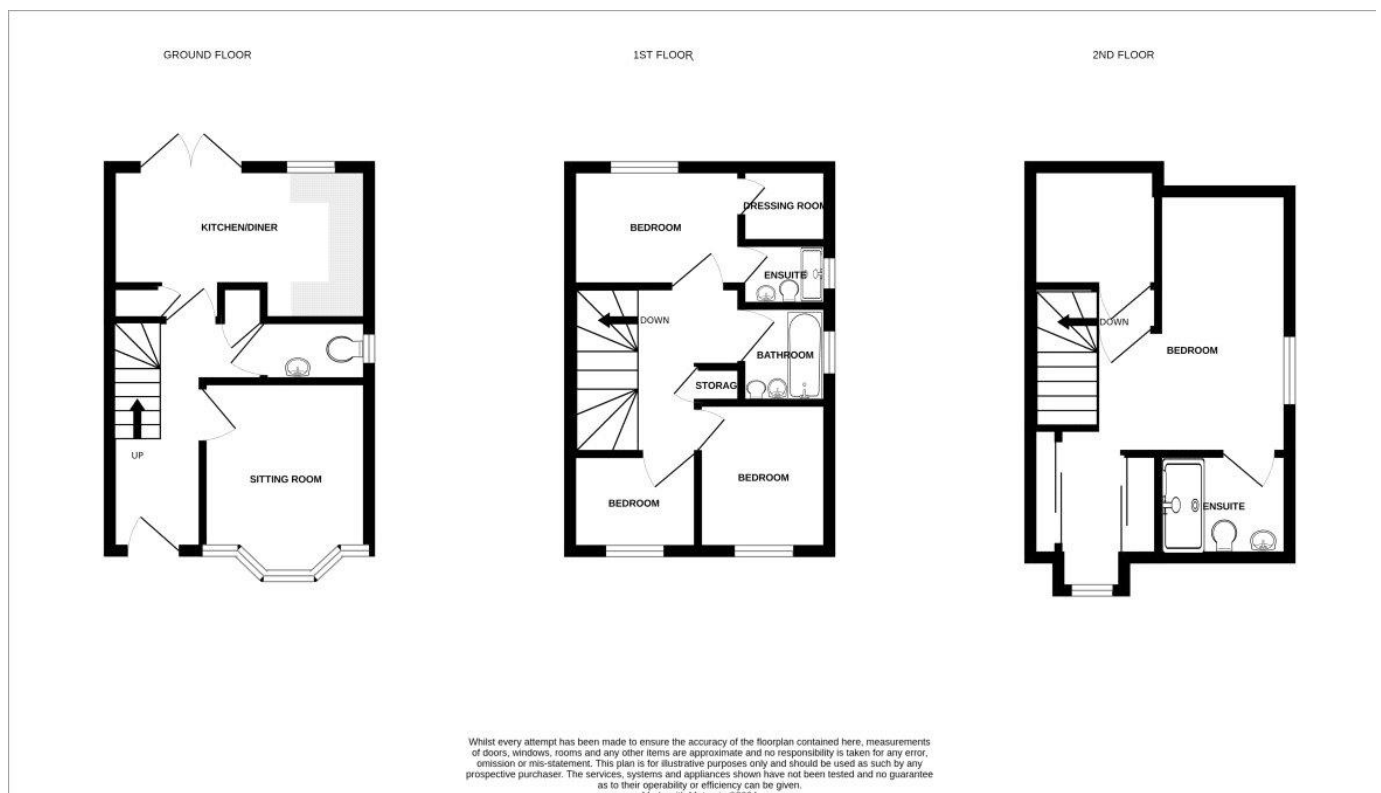 GROUND FLOOR
KITCHEN/DINER
UP
SITTING ROOM
1ST FLOOR
BEDROOM
DRESSING ROOM
ENSUITE
DOWN
BATHROOM
STORAG
BEDROOM
BEDROOM
2ND FLOOR
DOWN
BEDROOM
ENSUITE
Whilst every attempt has been made to ensure the accuracy of the floorplan contained here, measurements
of doors, windows, rooms and any other items are approximate and no responsibility is taken for any error,
omission or mis-statement. This plan is for illustrative purposes only and should be used as such by any
prospective purchaser. The services, systems and appliances shown have not been tested and no guarantee
as to their operability or efficiency can be given.